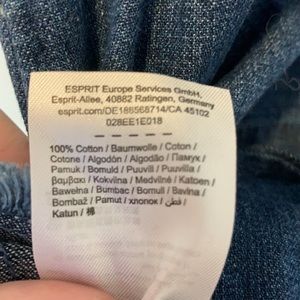 ESPRIT Europe Services GmbH.
Esprit-Allee, 40882 Ratingen, Germany
esprit.com/DE186568714/CA 45102
028EE1E018
100% Cotton / Baumwolle / Coton /
Cotone / Algodón / Algodão / Памук /
Pamuk / Bomuld / Puuvill / Puuvilla /
βαμβακι / Kokvilna / Medvilnė / Katoen /
Bawełna / Bumbac / Bomull / Bavlna /
Bombaž / Pamut / хлопок / قطن /
Katun / 棉